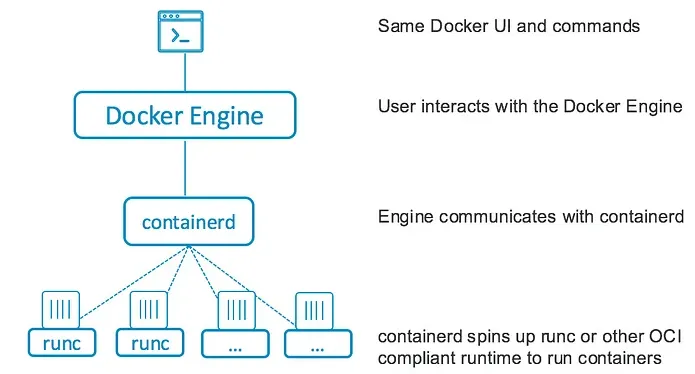 Same Docker UI and commands
Docker Engine
User interacts with the Docker Engine
containerd
Engine communicates with containerd
runc
runc
...
...
containerd spins up runc or other OCI
compliant runtime to run containers